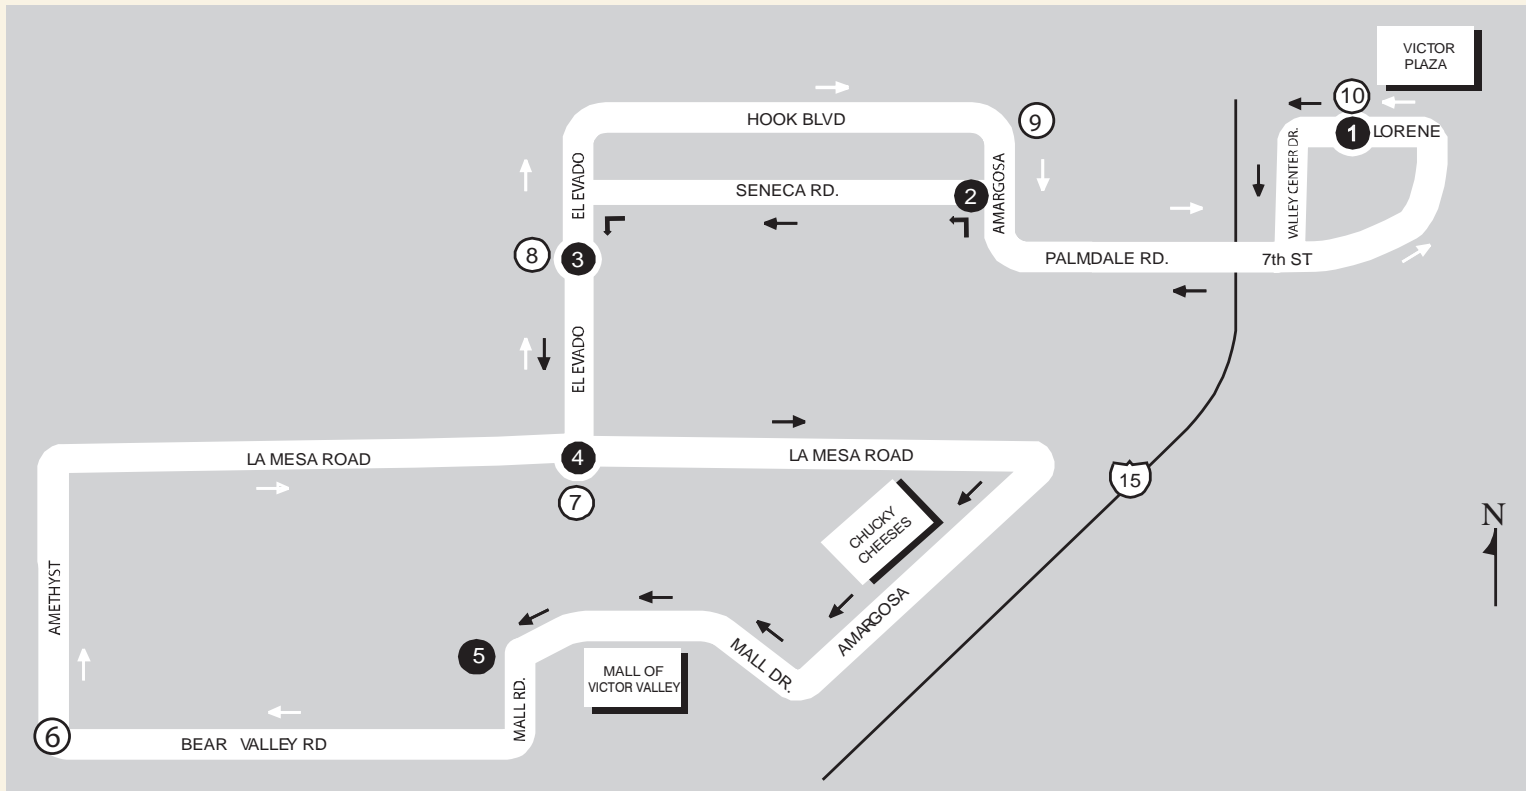 VICTOR
PLAZA
10
1
LORENE
HOOK BLVD
9
EL EVADO
SENECA RD.
2
AMARGOSA
VALLEY CENTER DR.
8
3
PALMDALE RD.
7th ST
EL EVADO
LA MESA ROAD
4
LA MESA ROAD
7
15
CHUCKY
CHEESES
N
AMETHYST
AMARGOSA
5
MALL OF
VICTOR VALLEY
MALL DR.
MALL RD.
6
BEAR VALLEY RD